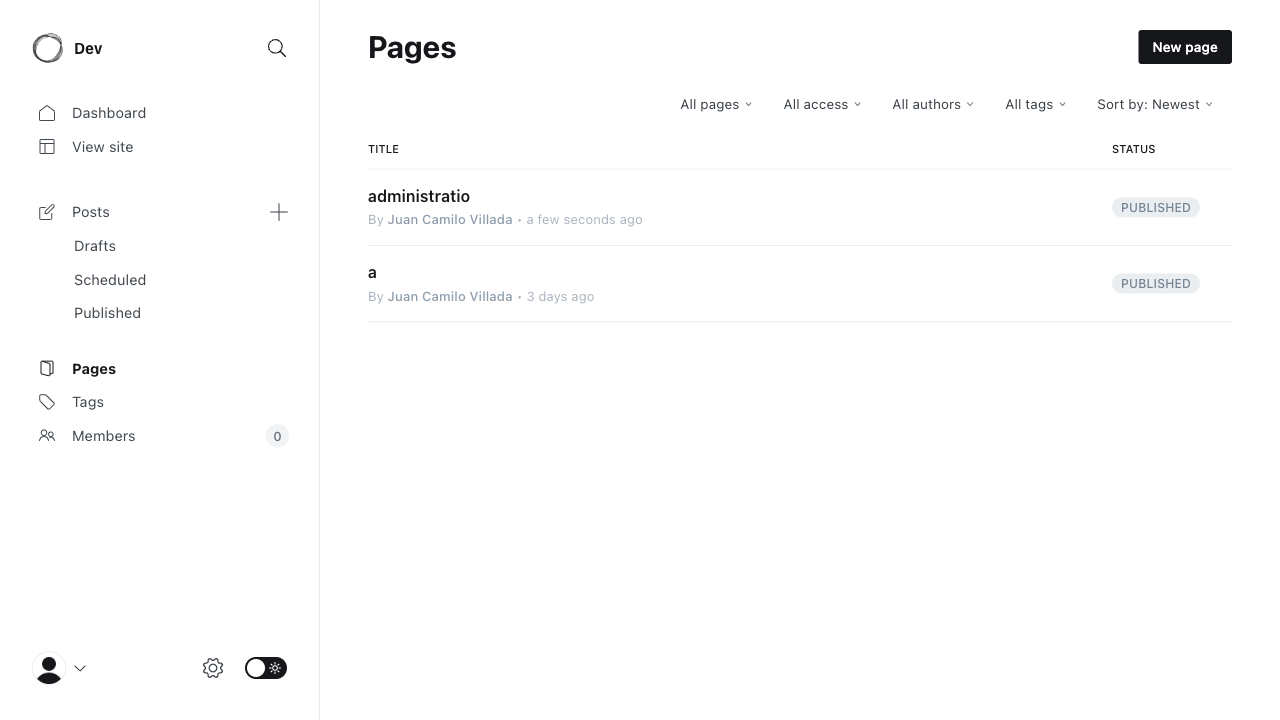 Dev
Dashboard
View site
Posts
Drafts
Scheduled
Published
Pages
Tags
Members 0
Pages
New page
All pages All access All authors All tags Sort by: Newest
TITLE STATUS
administratio
By Juan Camilo Villada • a few seconds ago
PUBLISHED
a
By Juan Camilo Villada • 3 days ago
PUBLISHED